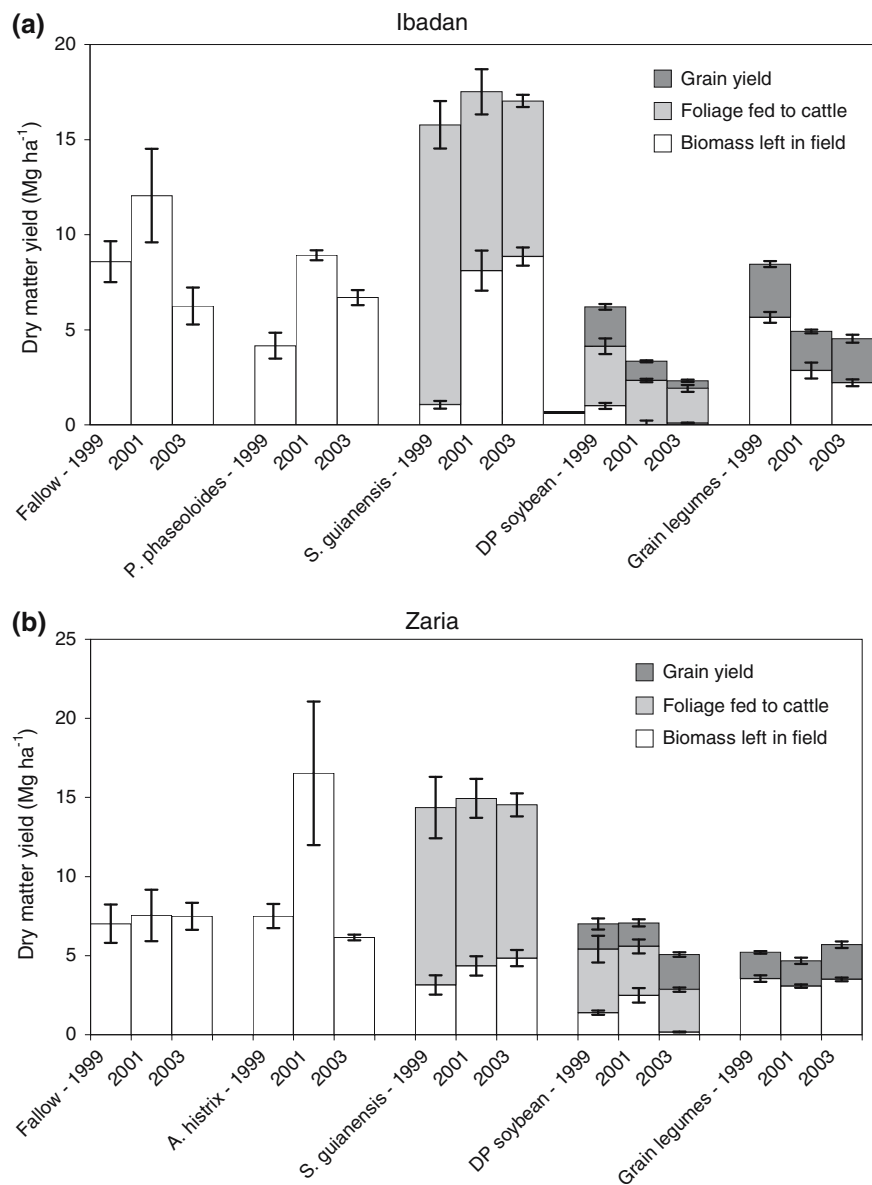 (a) Ibadan
20
15
10
5
0
Dry matter yield (Mg ha⁻¹)
Grain yield
Foliage fed to cattle
Biomass left in field
Fallow - 1999
2001
2003
P. phaseoloides - 1999
2001
2003
S. guianensis - 1999
2001
2003
DP soybean - 1999
2001
2003
Grain legumes - 1999
2001
2003
(b) Zaria
25
20
15
10
5
0
Dry matter yield (Mg ha⁻¹)
Grain yield
Foliage fed to cattle
Biomass left in field
Fallow - 1999
2001
2003
A. histrix - 1999
2001
2003
S. guianensis - 1999
2001
2003
DP soybean - 1999
2001
2003
Grain legumes - 1999
2001
2003